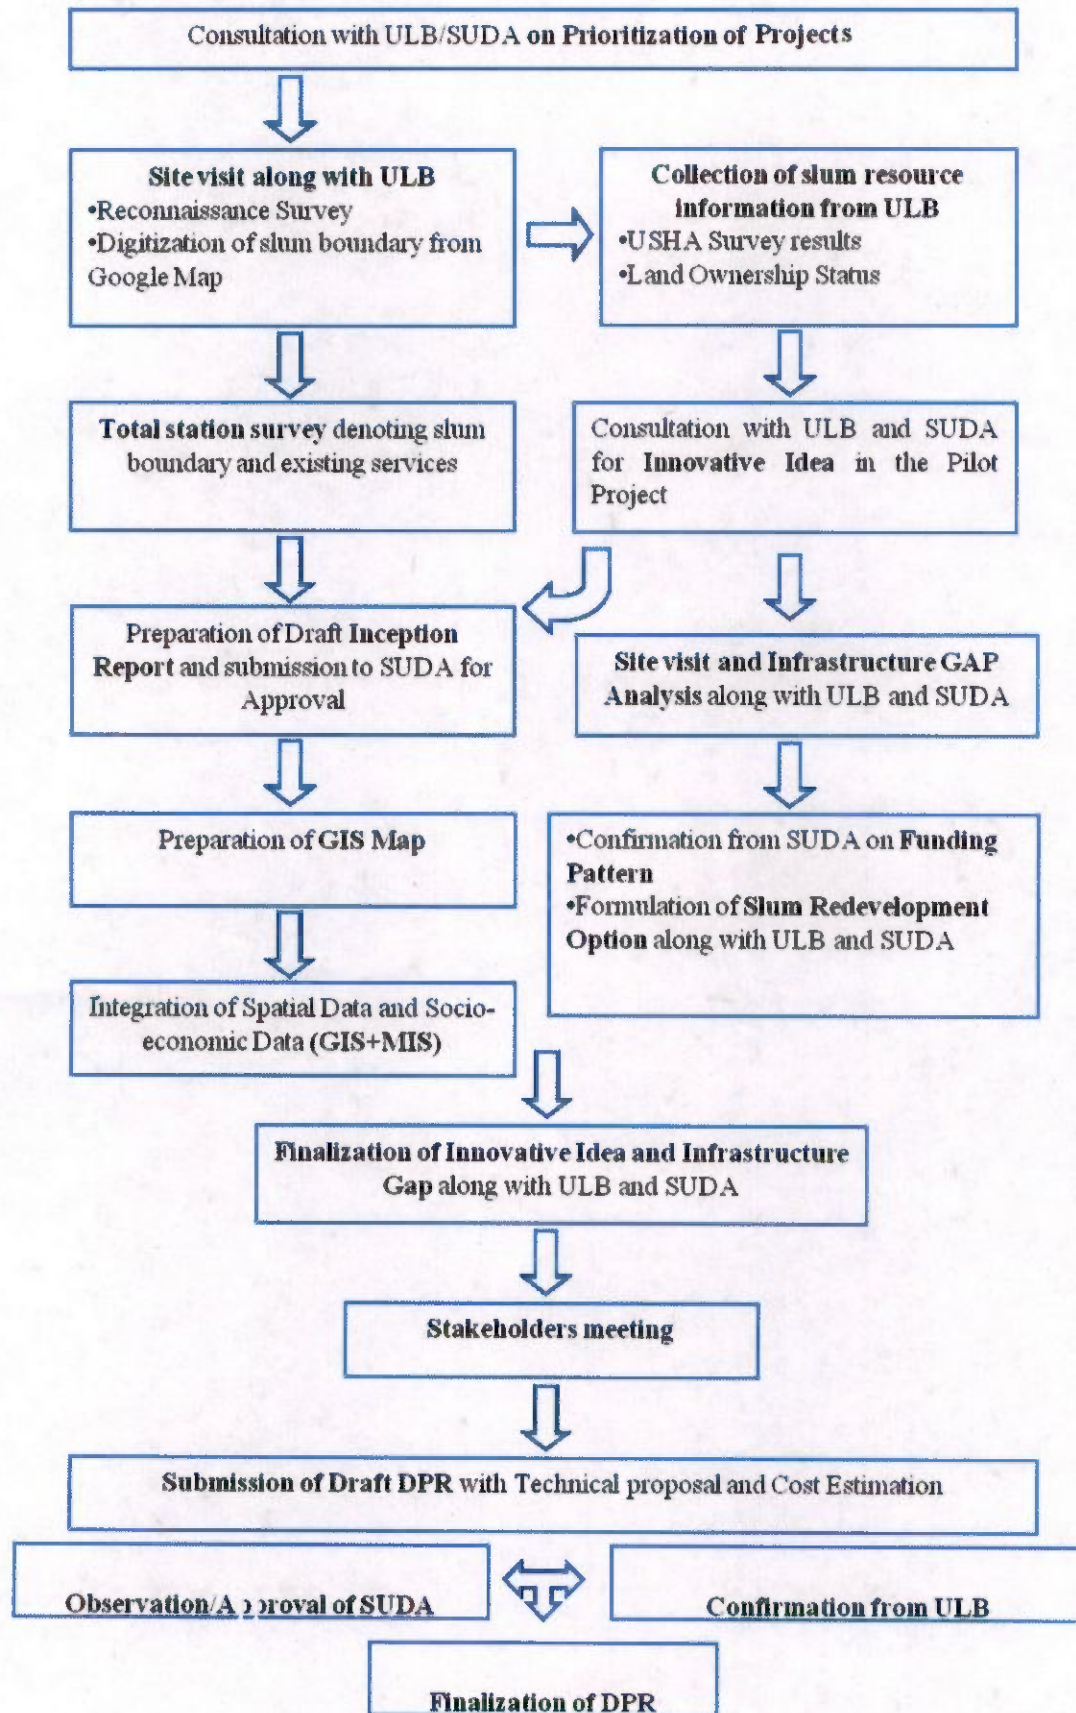 Consultation with ULB/SUDA on Prioritization of Projects
Site visit along with ULB
•Reconnaissance Survey
•Digitization of slum boundary from
Google Map
Collection of slum resource
information from ULB
•USHA Survey results
•Land Ownership Status
Total station survey denoting slum
boundary and existing services
Consultation with ULB and SUDA
for Innovative Idea in the Pilot
Project
Preparation of Draft Inception
Report and submission to SUDA for
Approval
Site visit and Infrastructure GAP
Analysis along with ULB and SUDA
Preparation of GIS Map
•Confirmation from SUDA on Funding
Pattern
•Formulation of Slum Redevelopment
Option along with ULB and SUDA
Integration of Spatial Data and Socio-
economic Data (GIS+MIS)
Finalization of Innovative Idea and Infrastructure
Gap along with ULB and SUDA
Stakeholders meeting
Submission of Draft DPR with Technical proposal and Cost Estimation
Observation/Approval of SUDA
Confirmation from ULB
Finalization of DPR